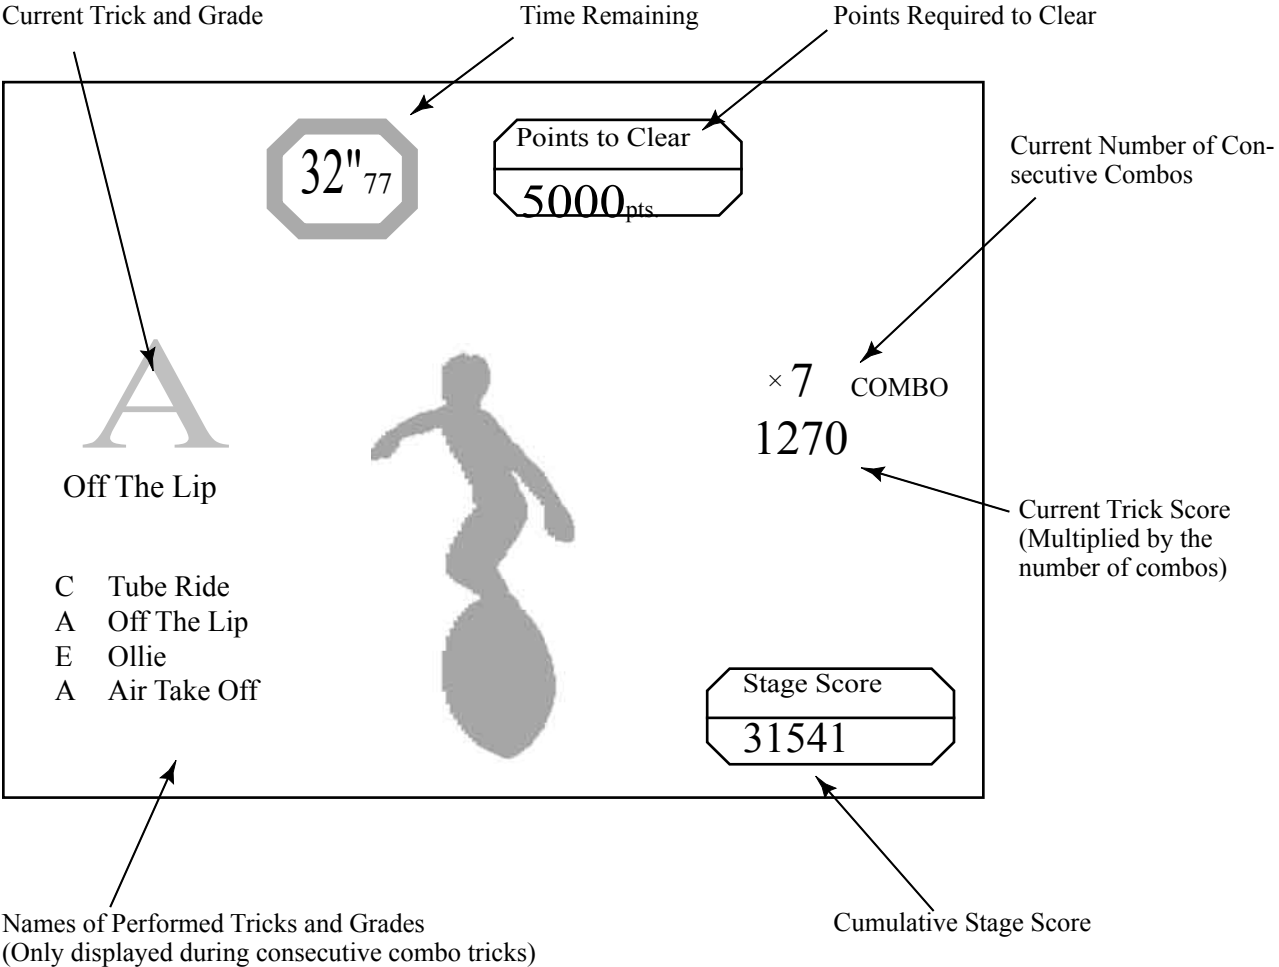 Current Trick and Grade
Time Remaining
Points Required to Clear
32"77
Points to Clear
5000pts.
Current Number of Con-
secutive Combos
A
Off The Lip
×7 COMBO
1270
Current Trick Score
(Multiplied by the
number of combos)
C Tube Ride
A Off The Lip
E Ollie
A Air Take Off
Stage Score
31541
Names of Performed Tricks and Grades
(Only displayed during consecutive combo tricks)
Cumulative Stage Score